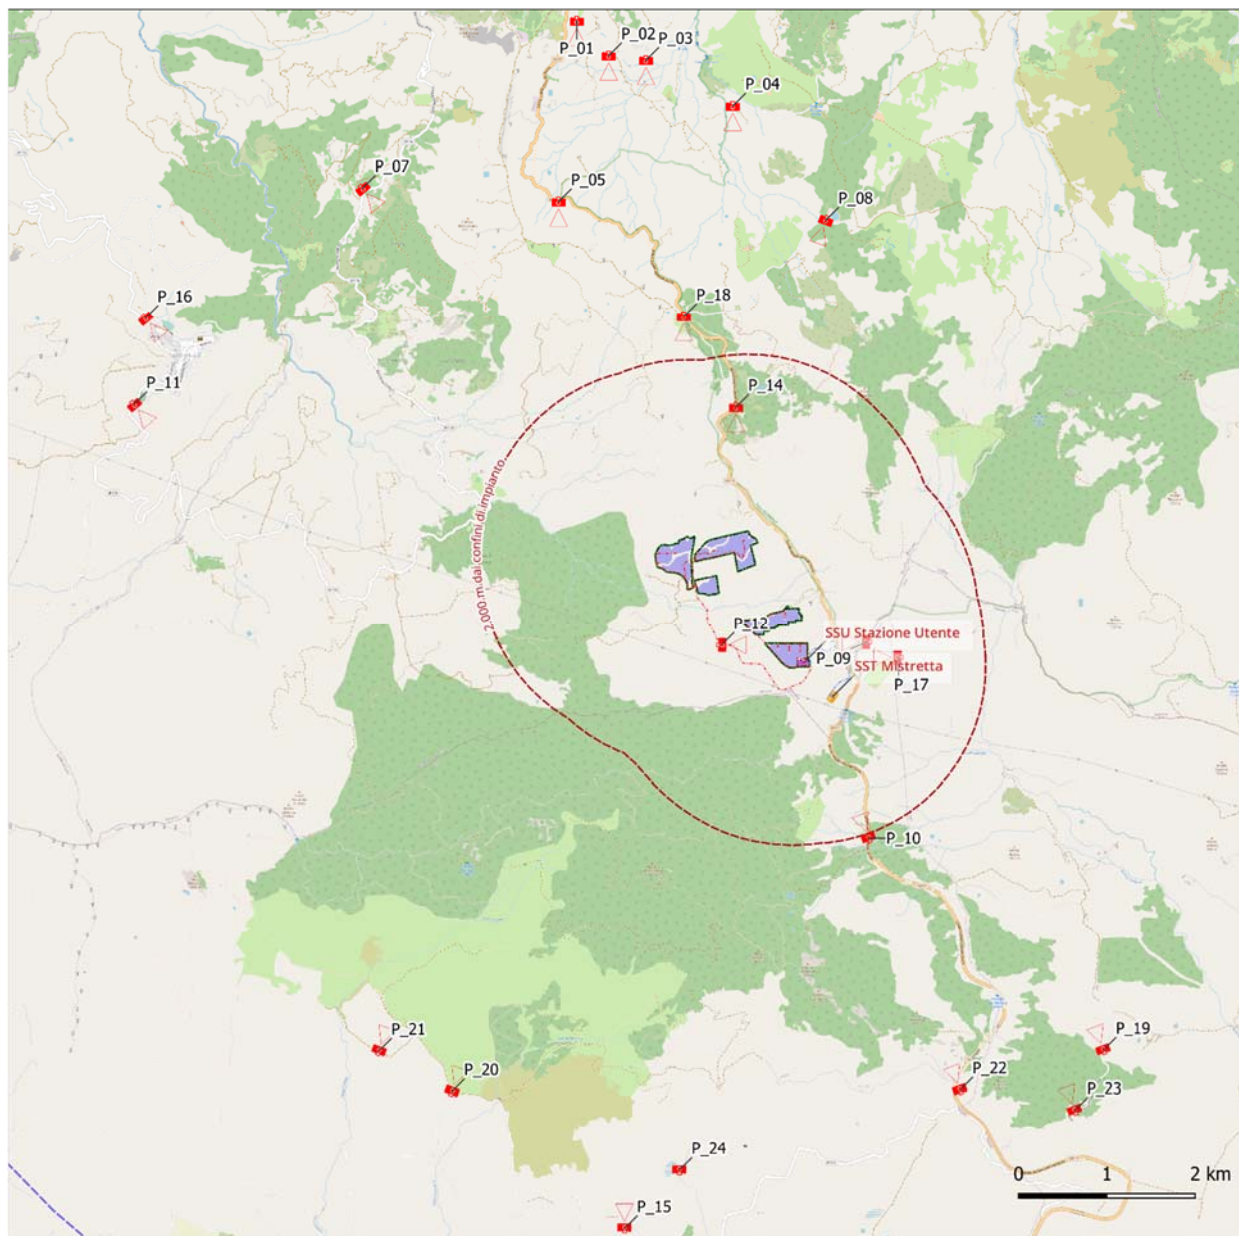 P_01
P_02
P_03
P_04
P_07
P_05
P_08
P_16
P_18
P_11
P_14
2.000 m dai confini di impianto
P_12
SSU Stazione Utente
P_09
SST Mistretta
P_17
P_10
P_21
P_19
P_20
P_22
P_23
P_24
0 1 2 km
P_15